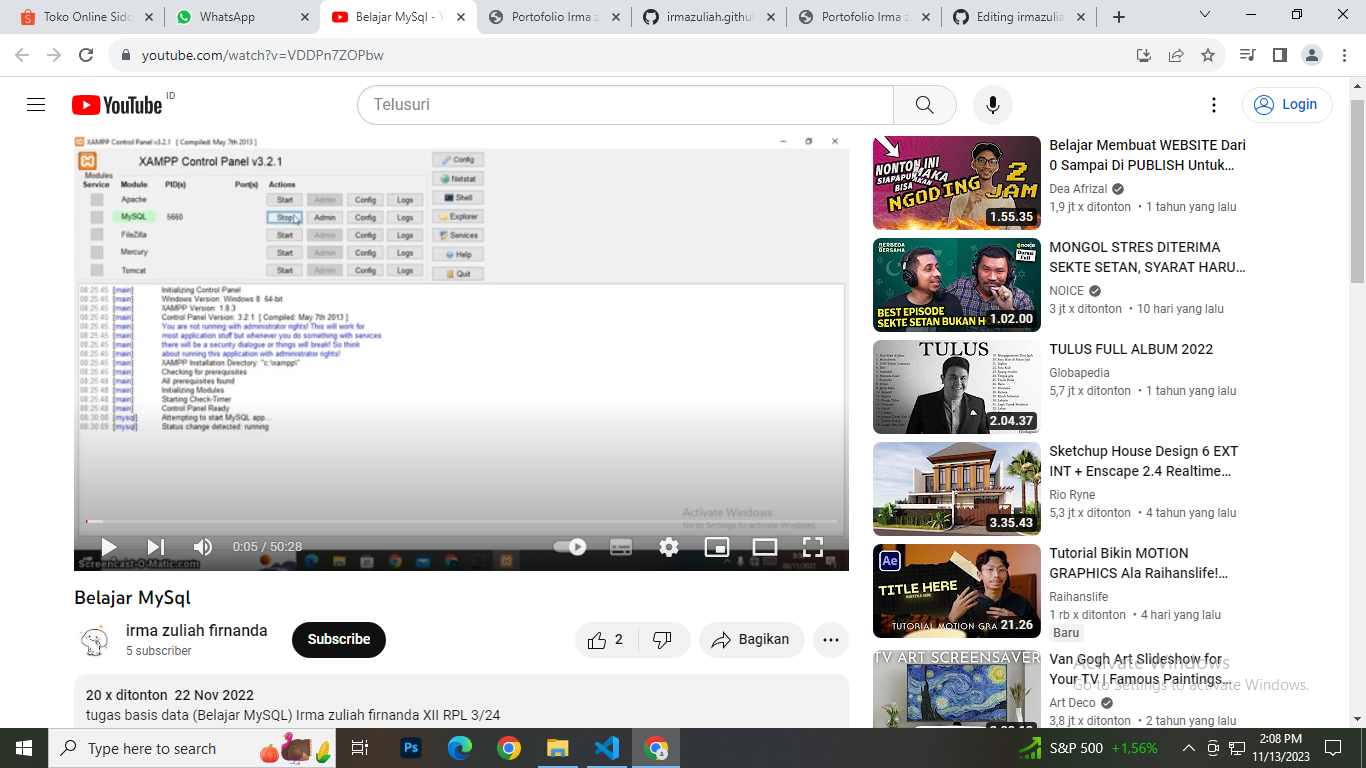 Toko Online Sido
WhatsApp
Belajar MySql - Y
Portofolio Irma z
irmazuliah.githu
Portofolio Irma z
Editing irmazulia
youtube.com/watch?v=VDDPn7ZOPbw
YouTube ID
Telusuri
Login
XAMPP Control Panel v3.2.1 [ Compiled: May 7th 2013 ]
XAMPP Control Panel v3.2.1
Modules
Service Module PID(s) Port(s) Actions
Apache Start Admin Config Logs
MySQL 5660 Stop Admin Config Logs
FileZilla Start Admin Config Logs
Mercury Start Admin Config Logs
Tomcat Start Admin Config Logs
Config
Netstat
Shell
Explorer
Services
Help
Quit
08:25:45 [main] Initializing Control Panel
08:25:45 [main] Windows Version: Windows 8 64-bit
08:25:45 [main] XAMPP Version: 1.8.3
08:25:45 [main] Control Panel Version: 3.2.1 [ Compiled: May 7th 2013 ]
08:25:45 [main] You are not running with administrator rights! This will work for
08:25:45 [main] most application stuff but whenever you do something with services
08:25:45 [main] there will be a security dialogue or things will break! So think
08:25:45 [main] about running this application with administrator rights!
08:25:45 [main] XAMPP Installation Directory: "c:\xampp\"
08:25:45 [main] Checking for prerequisites
08:25:48 [main] All prerequisites found
08:25:48 [main] Initializing Modules
08:25:48 [main] Starting Check-Timer
08:25:48 [main] Control Panel Ready
08:30:08 [mysql] Attempting to start MySQL app...
08:30:09 [mysql] Status change detected: running
Activate Windows
Go to Settings to activate Windows.
0:05 / 50:28
Screencast-O-Matic.com
08/11/2022
Belajar MySql
irma zuliah firnanda
5 subscriber
Subscribe
2
Bagikan
20 x ditonton 22 Nov 2022
tugas basis data (Belajar MySQL) Irma zuliah firnanda XII RPL 3/24
NONTON INI
SIAPAPUN MAKA
AKAN BISA
NGODING
2 JAM
1.55.35
Belajar Membuat WEBSITE Dari
0 Sampai Di PUBLISH Untuk...
Dea Afrizal
1,9 jt x ditonton • 1 tahun yang lalu
BERBEDA
BERSAMA
noice
BEST EPISODE
SEKTE SETAN BUKAN H
1.02.00
MONGOL STRES DITERIMA
SEKTE SETAN, SYARAT HARU...
NOICE
3 jt x ditonton • 10 hari yang lalu
TULUS
Globapedia
2.04.37
TULUS FULL ALBUM 2022
Globapedia
5,7 jt x ditonton • 1 tahun yang lalu
3.35.43
Sketchup House Design 6 EXT
INT + Enscape 2.4 Realtime...
Rio Ryne
5,3 jt x ditonton • 4 tahun yang lalu
Ae
TITLE HERE
TUTORIAL MOTION GRA
21.26
Tutorial Bikin MOTION
GRAPHICS Ala Raihanslife!...
Raihanslife
1 rb x ditonton • 4 hari yang lalu
Baru
TV ART SCREENSAVER
Van Gogh Art Slideshow for
Your TV | Famous Paintings...
Art Deco
3,8 jt x ditonton • 2 tahun yang lalu
Activate Windows
Go to Settings to activate Windows.
Type here to search
Ps
S&P 500 +1,56%
2:08 PM
11/13/2023